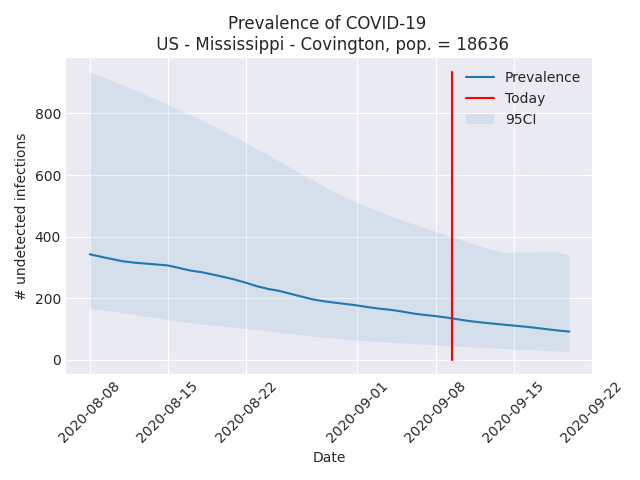 Prevalence of COVID-19
US - Mississippi - Covington, pop. = 18636
Prevalence
Today
95CI
# undetected infections
800
600
400
200
0
2020-08-08
2020-08-15
2020-08-22
2020-09-01
2020-09-08
2020-09-15
2020-09-22
Date